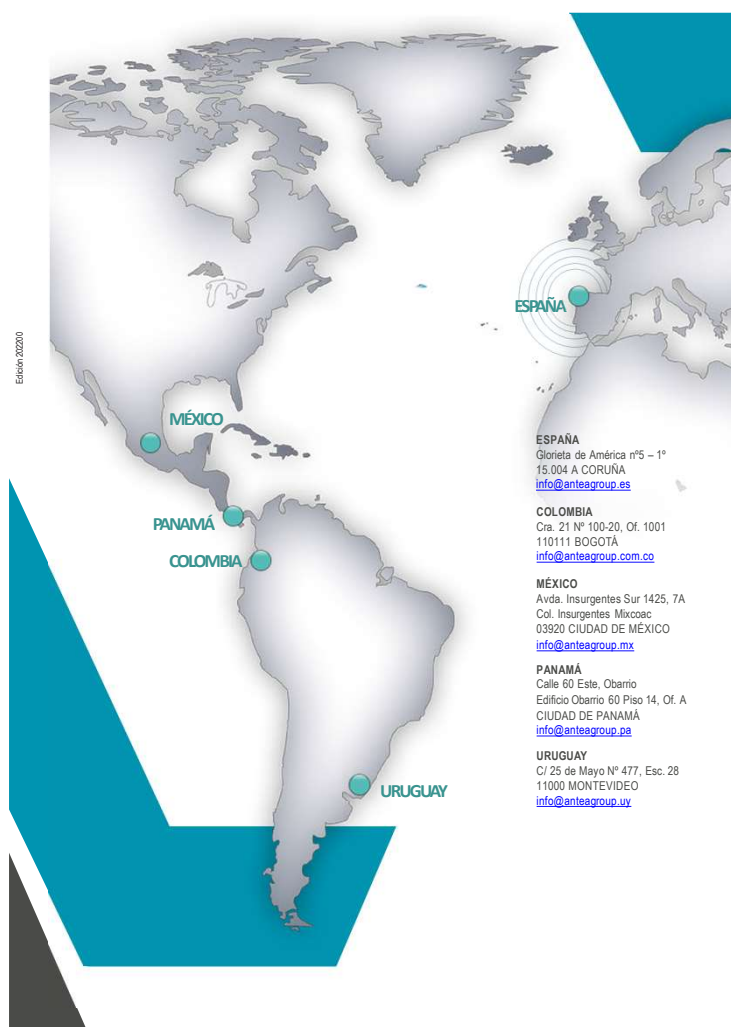 Edición 202200
ESPAÑA
MÉXICO
PANAMÁ
COLOMBIA
URUGUAY
ESPAÑA
Glorieta de América nº5 – 1º
15.004 A CORUÑA
info@anteagroup.es
COLOMBIA
Cra. 21 Nº 100-20, Of. 1001
110111 BOGOTÁ
info@anteagroup.com.co
MÉXICO
Avda. Insurgentes Sur 1425, 7A
Col. Insurgentes Mixcoac
03920 CIUDAD DE MÉXICO
info@anteagroup.mx
PANAMÁ
Calle 60 Este, Obarrio
Edificio Obarrio 60 Piso 14, Of. A
CIUDAD DE PANAMÁ
info@anteagroup.pa
URUGUAY
C/ 25 de Mayo Nº 477, Esc. 28
11000 MONTEVIDEO
info@anteagroup.uy